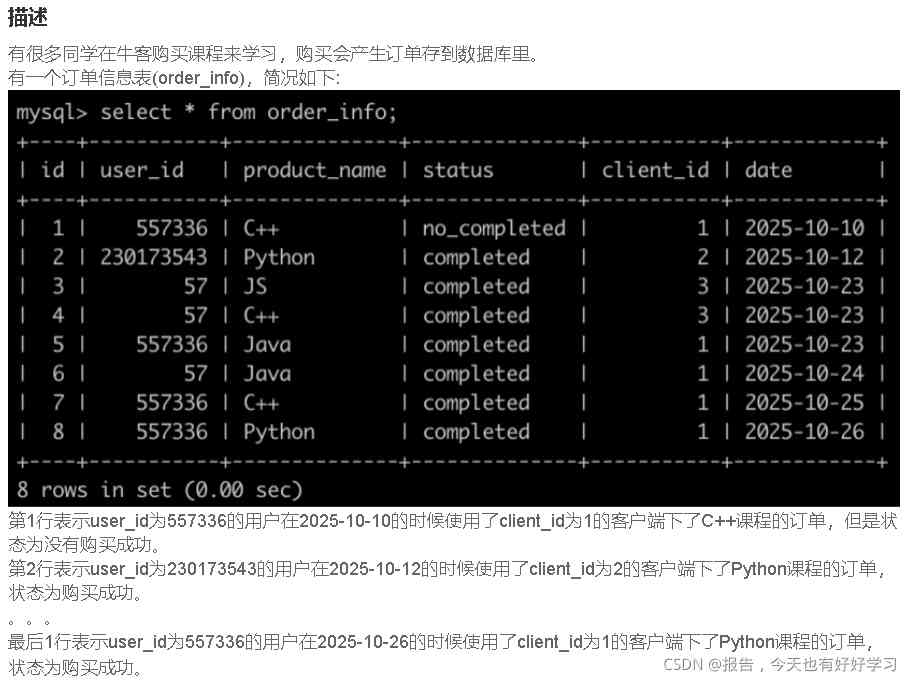 描述
有很多同学在牛客购买课程来学习，购买会产生订单存到数据库里。
有一个订单信息表(order_info)，简况如下:
mysql> select * from order_info;
+----+-----------+--------------+--------------+-----------+------------+
| id | user_id | product_name | status | client_id | date |
+----+-----------+--------------+--------------+-----------+------------+
| 1 | 557336 | C++ | no_completed | 1 | 2025-10-10 |
| 2 | 230173543 | Python | completed | 2 | 2025-10-12 |
| 3 | 57 | JS | completed | 3 | 2025-10-23 |
| 4 | 57 | C++ | completed | 3 | 2025-10-23 |
| 5 | 557336 | Java | completed | 1 | 2025-10-23 |
| 6 | 57 | Java | completed | 1 | 2025-10-24 |
| 7 | 557336 | C++ | completed | 1 | 2025-10-25 |
| 8 | 557336 | Python | completed | 1 | 2025-10-26 |
+----+-----------+--------------+--------------+-----------+------------+
8 rows in set (0.00 sec)
第1行表示user_id为557336的用户在2025-10-10的时候使用了client_id为1的客户端下了C++课程的订单，但是状
态为没有购买成功。
第2行表示user_id为230173543的用户在2025-10-12的时候使用了client_id为2的客户端下了Python课程的订单，
状态为购买成功。
。。。
最后1行表示user_id为557336的用户在2025-10-26的时候使用了client_id为1的客户端下了Python课程的订单，
状态为购买成功。
CSDN @报告，今天也有好好学习